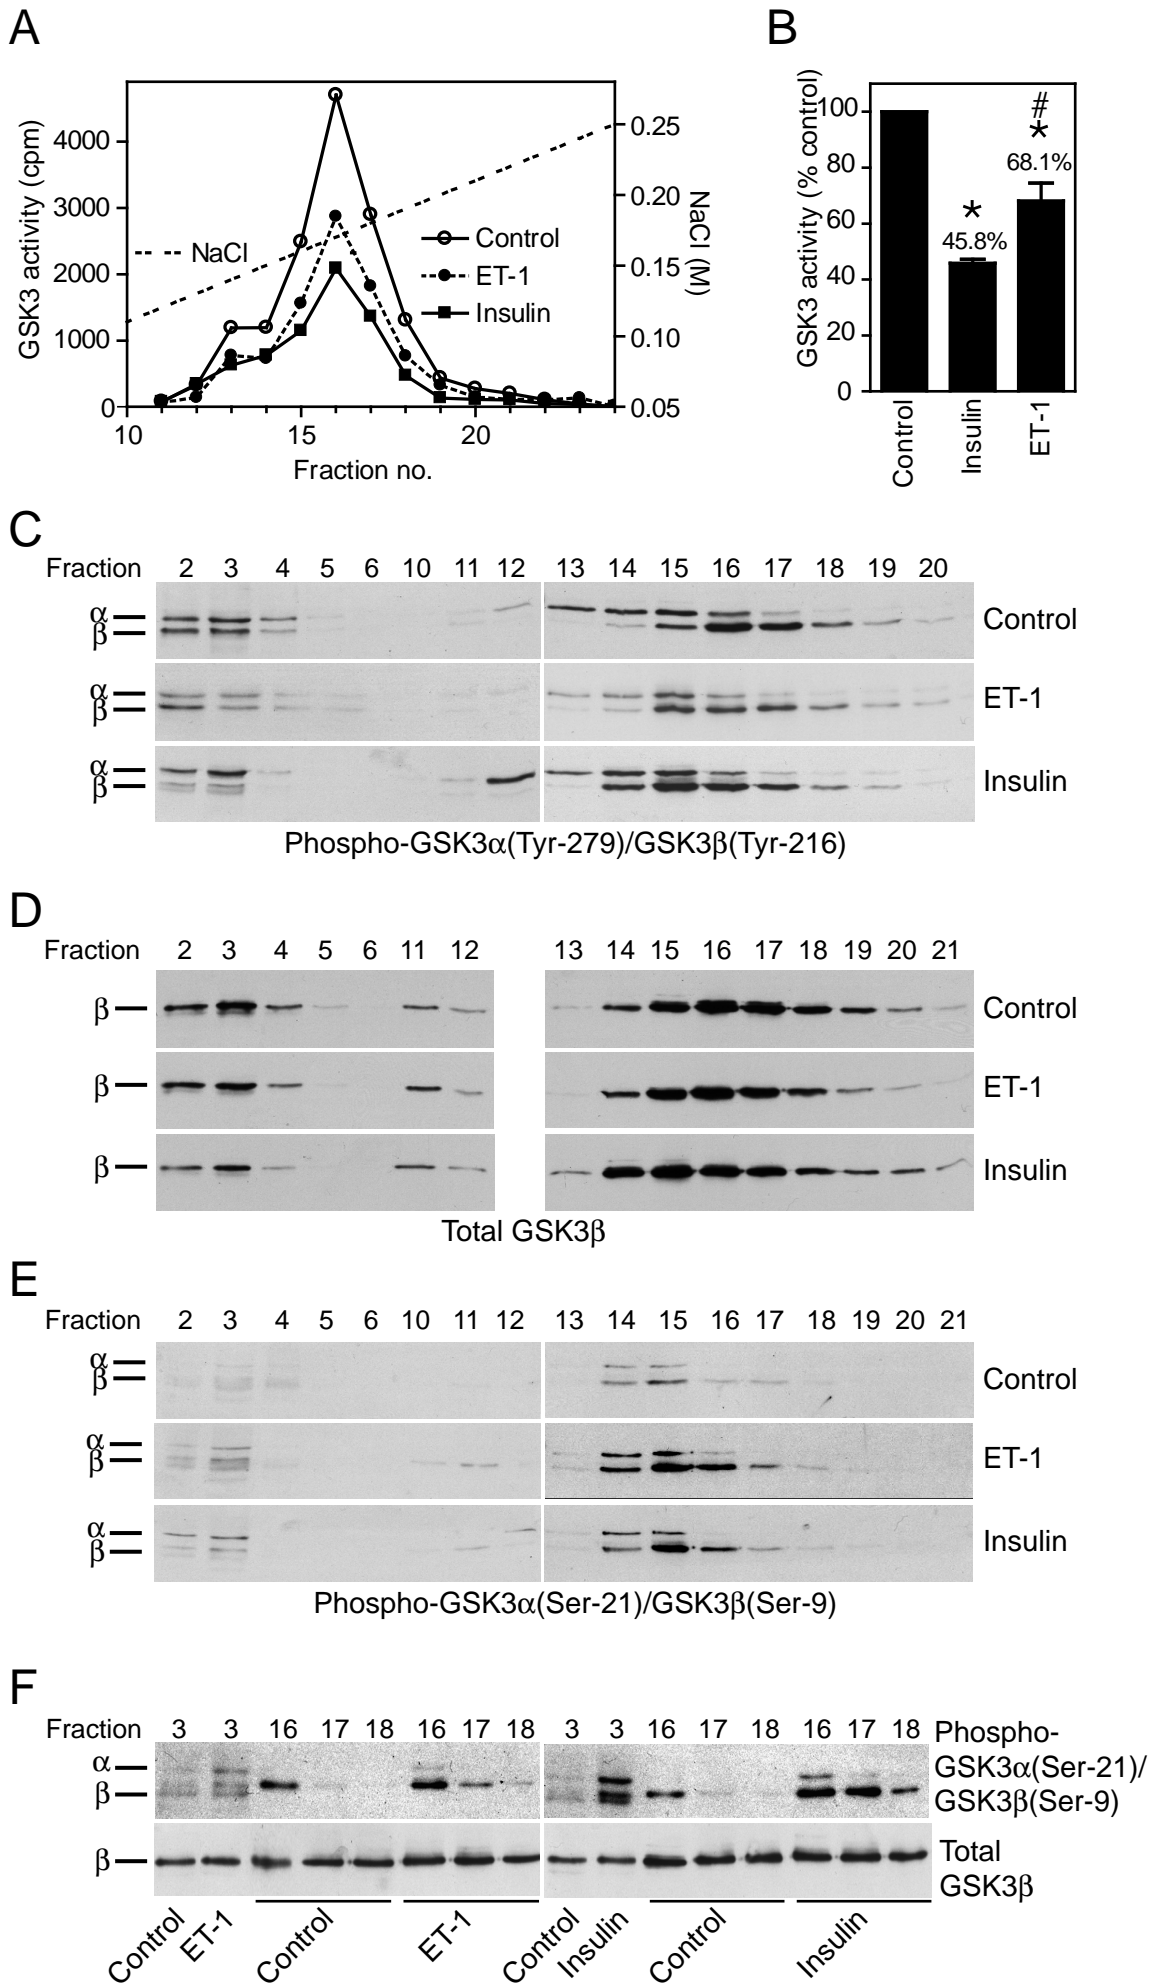 A
GSK3 activity (cpm)
4000
3000
2000
1000
0
0.25
0.20
0.15
0.10
0.05
NaCl (M)
NaCl
Control
ET-1
Insulin
10 15 20
Fraction no.
B
GSK3 activity (% control)
100
80
60
40
20
0
*
45.8%
#
*
68.1%
Control
Insulin
ET-1
C
Fraction 2 3 4 5 6 10 11 12 13 14 15 16 17 18 19 20
α
β
Control
α
β
ET-1
α
β
Insulin
Phospho-GSK3α(Tyr-279)/GSK3β(Tyr-216)
D
Fraction 2 3 4 5 6 11 12 13 14 15 16 17 18 19 20 21
β Control
β ET-1
β Insulin
Total GSK3β
E
Fraction 2 3 4 5 6 10 11 12 13 14 15 16 17 18 19 20 21
α
β
Control
α
β
ET-1
α
β
Insulin
Phospho-GSK3α(Ser-21)/GSK3β(Ser-9)
F
Fraction 3 3 16 17 18 16 17 18 3 3 16 17 18 16 17 18
α
β
Phospho-
GSK3α(Ser-21)/
GSK3β(Ser-9)
β
Total
GSK3β
Control ET-1 Control ET-1 Control Insulin Control Insulin